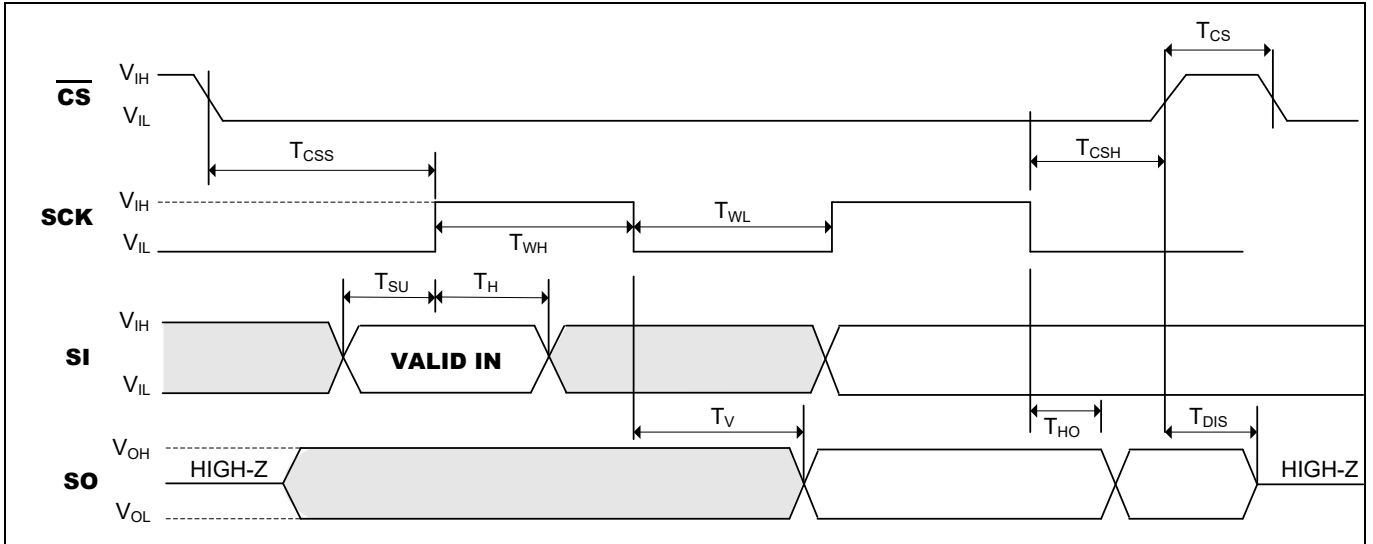 T_CS
CS V_IH
V_IL
T_CSS T_CSH
SCK V_IH
T_WL
V_IL T_WH
T_SU T_H
V_IH
SI VALID IN
V_IL
T_V T_HO T_DIS
V_OH
SO HIGH-Z HIGH-Z
V_OL